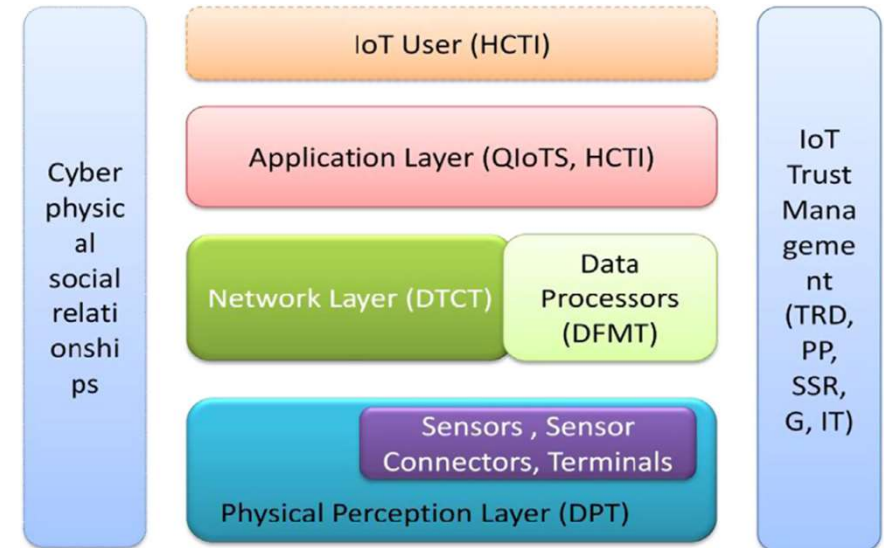 Cyber
physic
al
social
relati
onshi
ps
IoT User (HCTI)
Application Layer (QIoTS, HCTI)
Network Layer (DTCT)
Data
Processors
(DFMT)
Sensors , Sensor
Connectors, Terminals
Physical Perception Layer (DPT)
IoT
Trust
Mana
geme
nt
(TRD,
PP,
SSR,
G, IT)